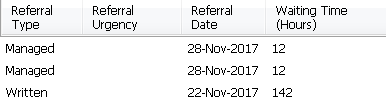 Referral Type Referral Urgency Referral Date Waiting Time (Hours)
Managed 28-Nov-2017 12
Managed 28-Nov-2017 12
Written 22-Nov-2017 142